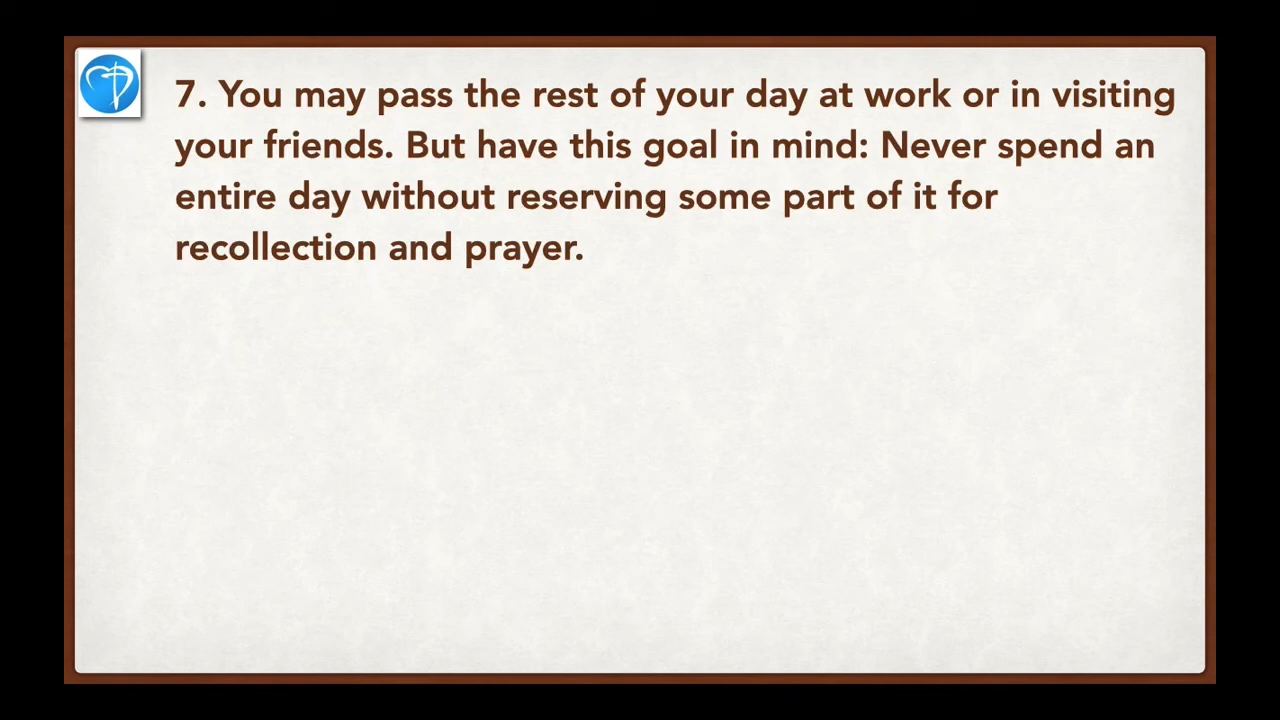 7. You may pass the rest of your day at work or in visiting
your friends. But have this goal in mind: Never spend an
entire day without reserving some part of it for
recollection and prayer.